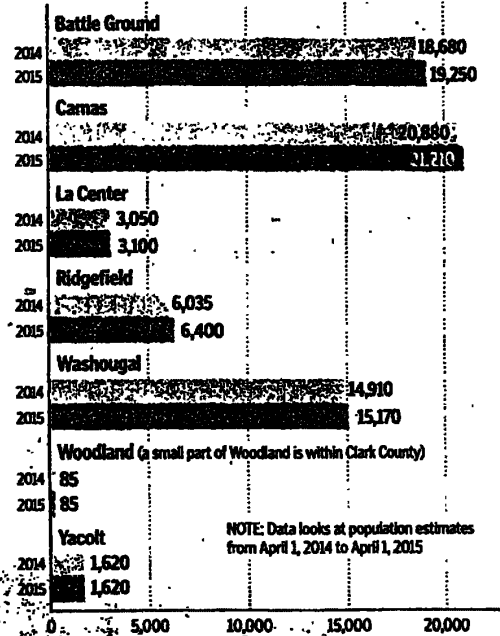 Battle Ground
2014 18,680
2015 19,250
Camas
2014 20,880
2015 21,210
La Center
2014 3,050
2015 3,100
Ridgefield
2014 6,035
2015 6,400
Washougal
2014 14,910
2015 15,170
Woodland (a small part of Woodland is within Clark County)
2014 85
2015 85
Yacolt
2014 1,620
2015 1,620
NOTE: Data looks at population estimates
from April 1, 2014 to April 1, 2015
0 5,000 10,000 15,000 20,000